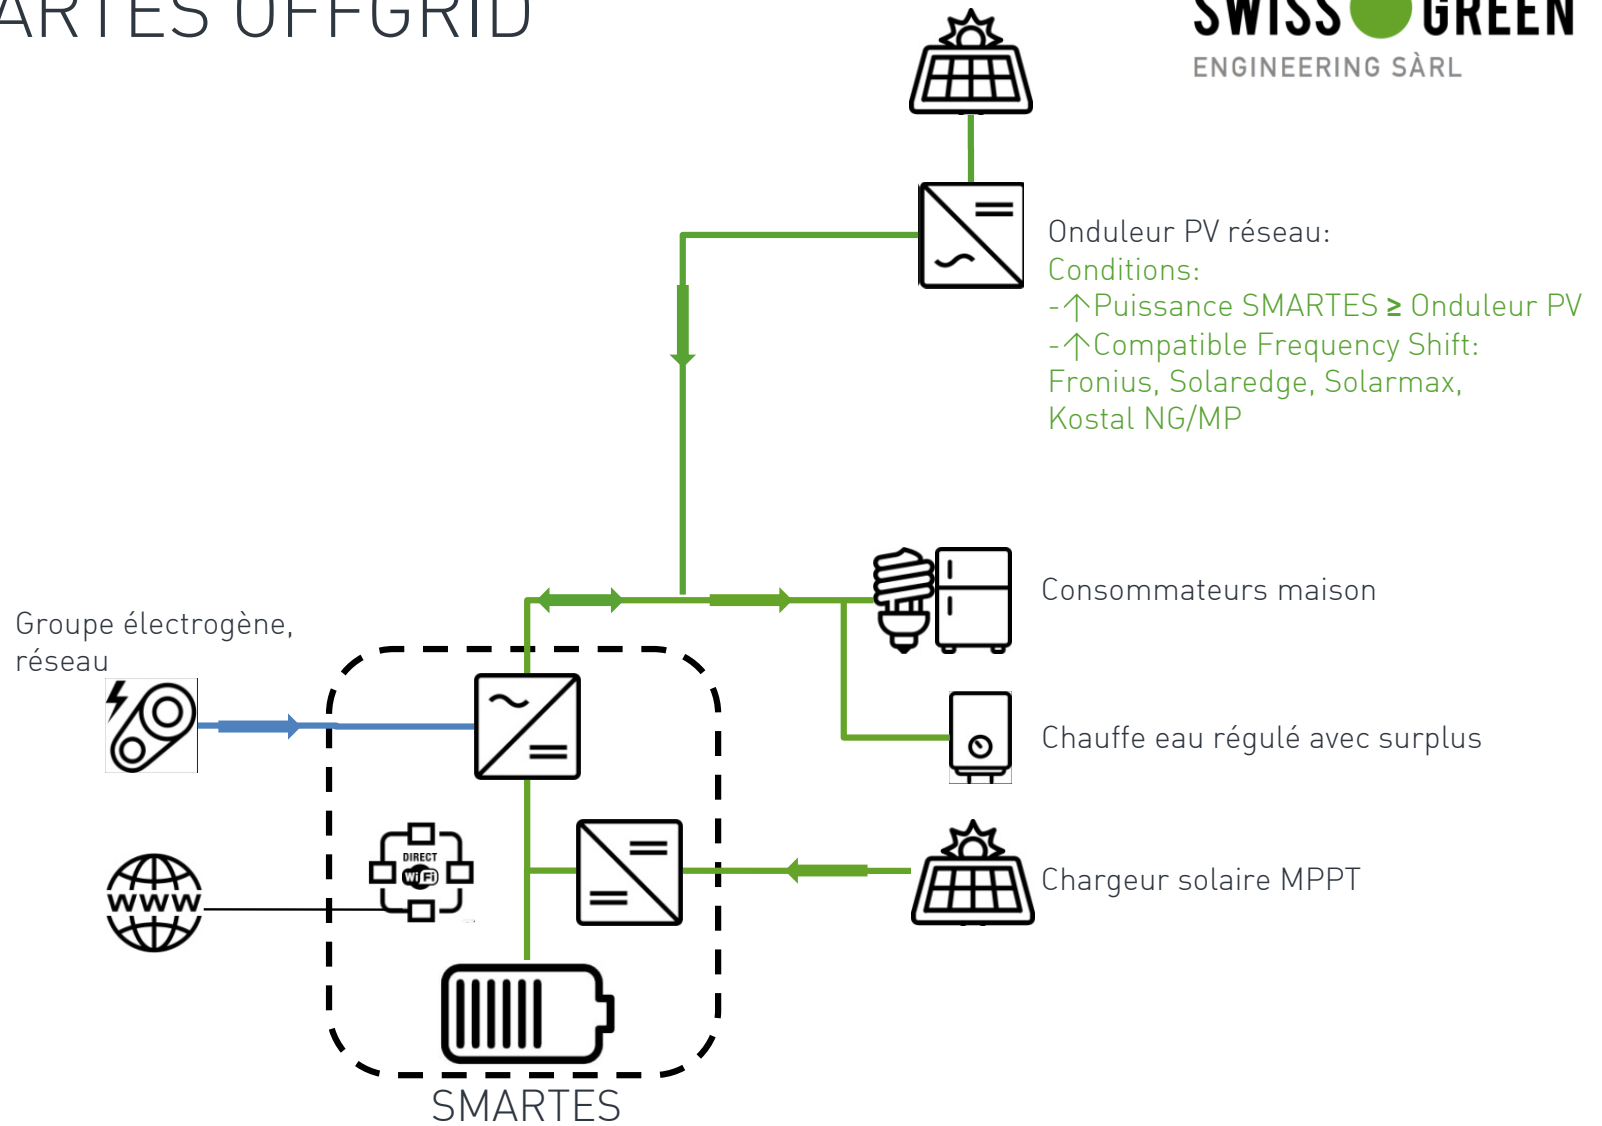 ARTES OFFGRID
SWISS GREEN
ENGINEERING SÀRL
Onduleur PV réseau:
Conditions:
-↑Puissance SMARTES ≥ Onduleur PV
-↑Compatible Frequency Shift:
Fronius, Solaredge, Solarmax,
Kostal NG/MP
Consommateurs maison
Groupe électrogène,
réseau
Chauffe eau régulé avec surplus
DIRECT
WiFi
Chargeur solaire MPPT
WWW
SMARTES